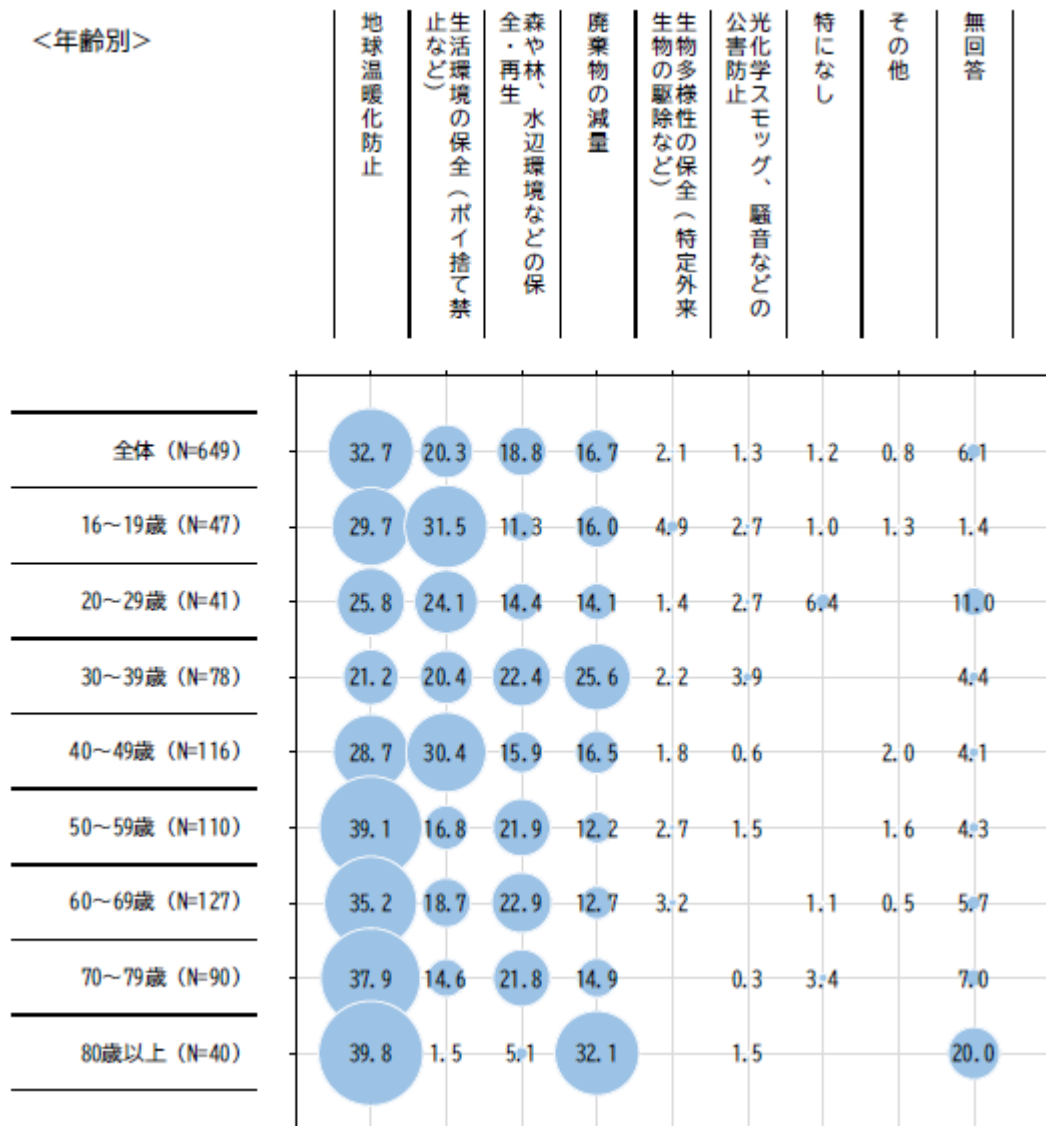 <年齢別>
地球温暖化防止
生活環境の保全（ポイ捨て禁
止など）
森や林、水辺環境などの保
全・再生
廃棄物の減量
生物多様性の保全（特定外来
生物の駆除など）
光化学スモッグ、騒音などの
公害防止
特になし
その他
無回答
全体 (N=649) 32.7 20.3 18.8 16.7 2.1 1.3 1.2 0.8 6.1
16～19歳 (N=47) 29.7 31.5 11.3 16.0 4.9 2.7 1.0 1.3 1.4
20～29歳 (N=41) 25.8 24.1 14.4 14.1 1.4 2.7 6.4 11.0
30～39歳 (N=78) 21.2 20.4 22.4 25.6 2.2 3.9 4.4
40～49歳 (N=116) 28.7 30.4 15.9 16.5 1.8 0.6 2.0 4.1
50～59歳 (N=110) 39.1 16.8 21.9 12.2 2.7 1.5 1.6 4.3
60～69歳 (N=127) 35.2 18.7 22.9 12.7 3.2 1.1 0.5 5.7
70～79歳 (N=90) 37.9 14.6 21.8 14.9 0.3 3.4 7.0
80歳以上 (N=40) 39.8 1.5 5.1 32.1 1.5 20.0